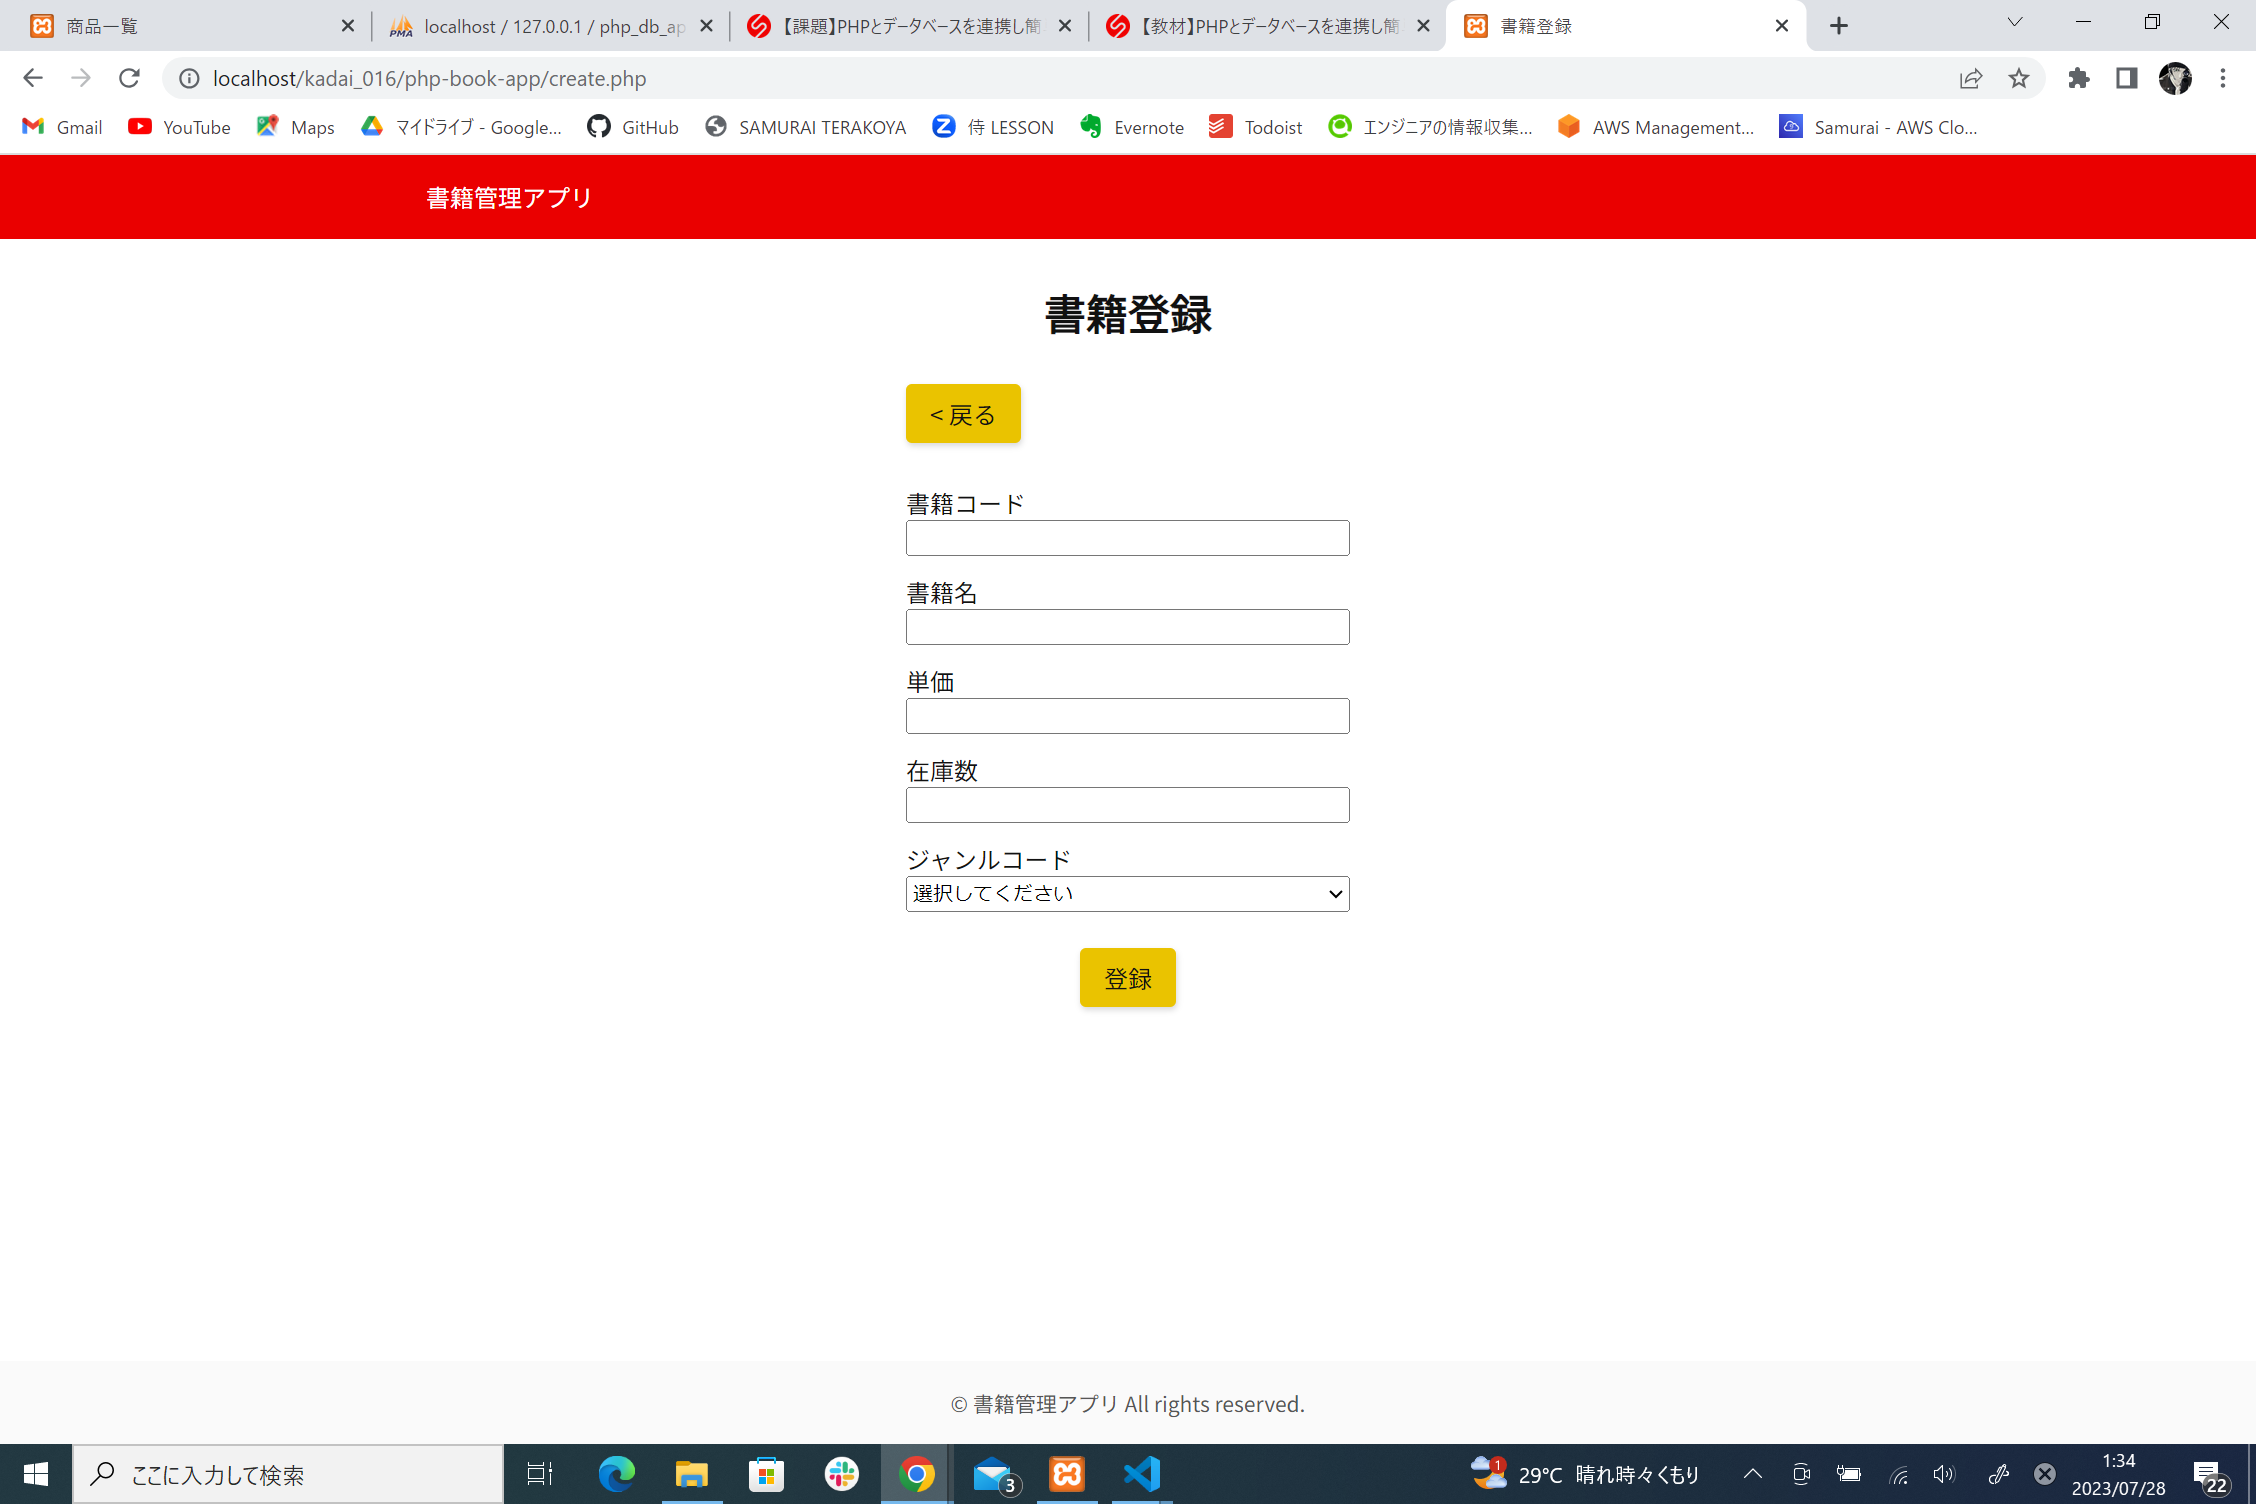 商品一覧
localhost / 127.0.0.1 / php_db_ap
【課題】PHPとデータベースを連携し簡
【教材】PHPとデータベースを連携し簡
書籍登録
localhost/kadai_016/php-book-app/create.php
Gmail
YouTube
Maps
マイドライブ - Google...
GitHub
SAMURAI TERAKOYA
侍 LESSON
Evernote
Todoist
エンジニアの情報収集...
AWS Management...
Samurai - AWS Clo...
書籍管理アプリ
書籍登録
< 戻る
書籍コード
書籍名
単価
在庫数
ジャンルコード
選択してください
登録
© 書籍管理アプリ All rights reserved.
ここに入力して検索
3
1
29°C 晴れ時々くもり
1:34
2023/07/28
22